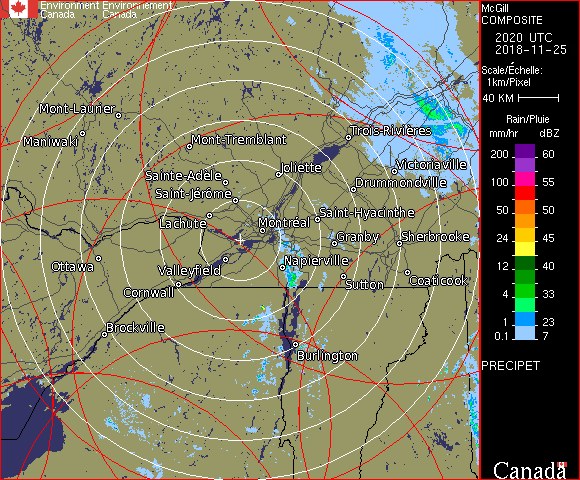 Environment Environnement
Canada Canada
McGill
COMPOSITE
2020 UTC
2018-11-25
Scale/Échelle:
1km/Pixel
40 KM
Rain/Pluie
mm/hr dBZ
200 60
100 55
50 50
24 45
12 40
4 33
1 23
0.1 7
PRECIPET
Mont-Laurier
Maniwaki
Mont-Tremblant
Trois-Rivières
Sainte-Adèle
Joliette
Victoriaville
Saint-Jérôme
Drummondville
Lachute
Montréal
Saint-Hyacinthe
Granby
Sherbrooke
Ottawa
Valleyfield
Napierville
Cornwall
Sutton
Coaticook
Brockville
Burlington
Canada